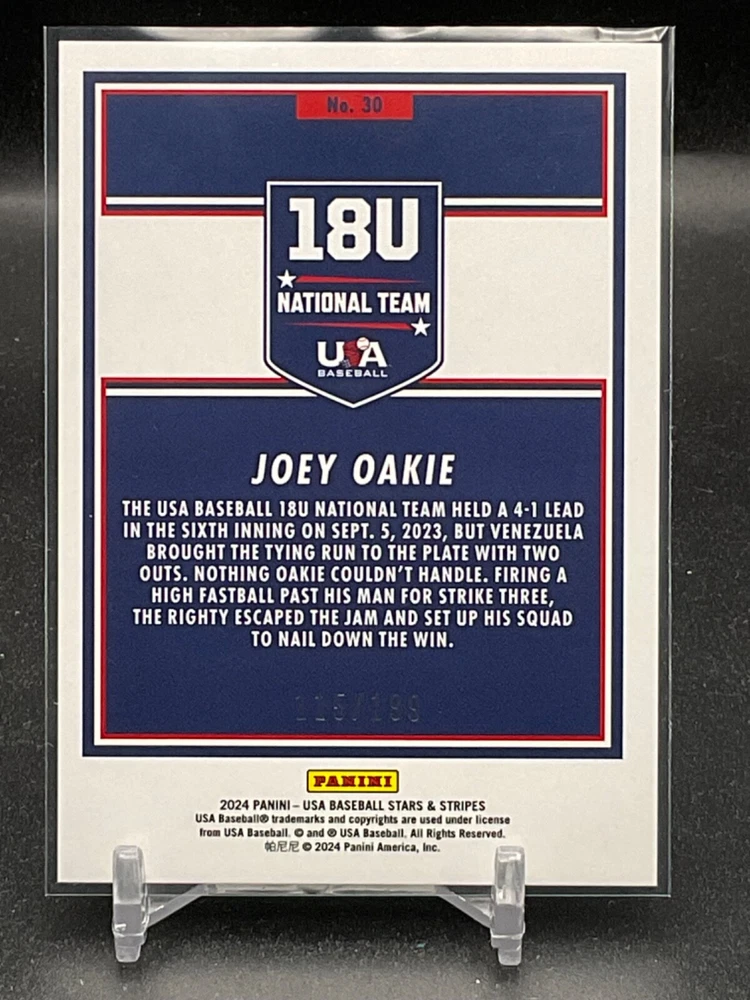 No. 30
18U
NATIONAL TEAM
USA
BASEBALL
JOEY OAKIE
THE USA BASEBALL 18U NATIONAL TEAM HELD A 4-1 LEAD
IN THE SIXTH INNING ON SEPT. 5, 2023, BUT VENEZUELA
BROUGHT THE TYING RUN TO THE PLATE WITH TWO
OUTS. NOTHING OAKIE COULDN'T HANDLE. FIRING A
HIGH FASTBALL PAST HIS MAN FOR STRIKE THREE,
THE RIGHTY ESCAPED THE JAM AND SET UP HIS SQUAD
TO NAIL DOWN THE WIN.
PANINI
2024 PANINI – USA BASEBALL STARS & STRIPES
USA Baseball® trademarks and copyrights are used under license
from USA Baseball. © and ® USA Baseball. All Rights Reserved.
帕尼尼 © 2024 Panini America, Inc.